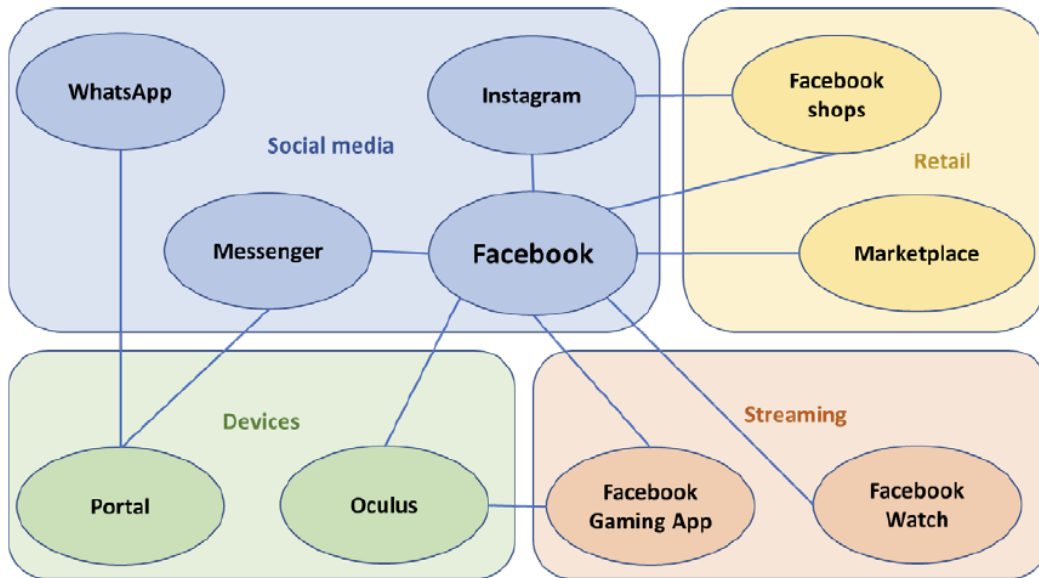 WhatsApp
Instagram
Facebook
shops
Social media
Retail
Messenger
Facebook
Marketplace
Devices
Streaming
Portal
Oculus
Facebook
Gaming App
Facebook
Watch